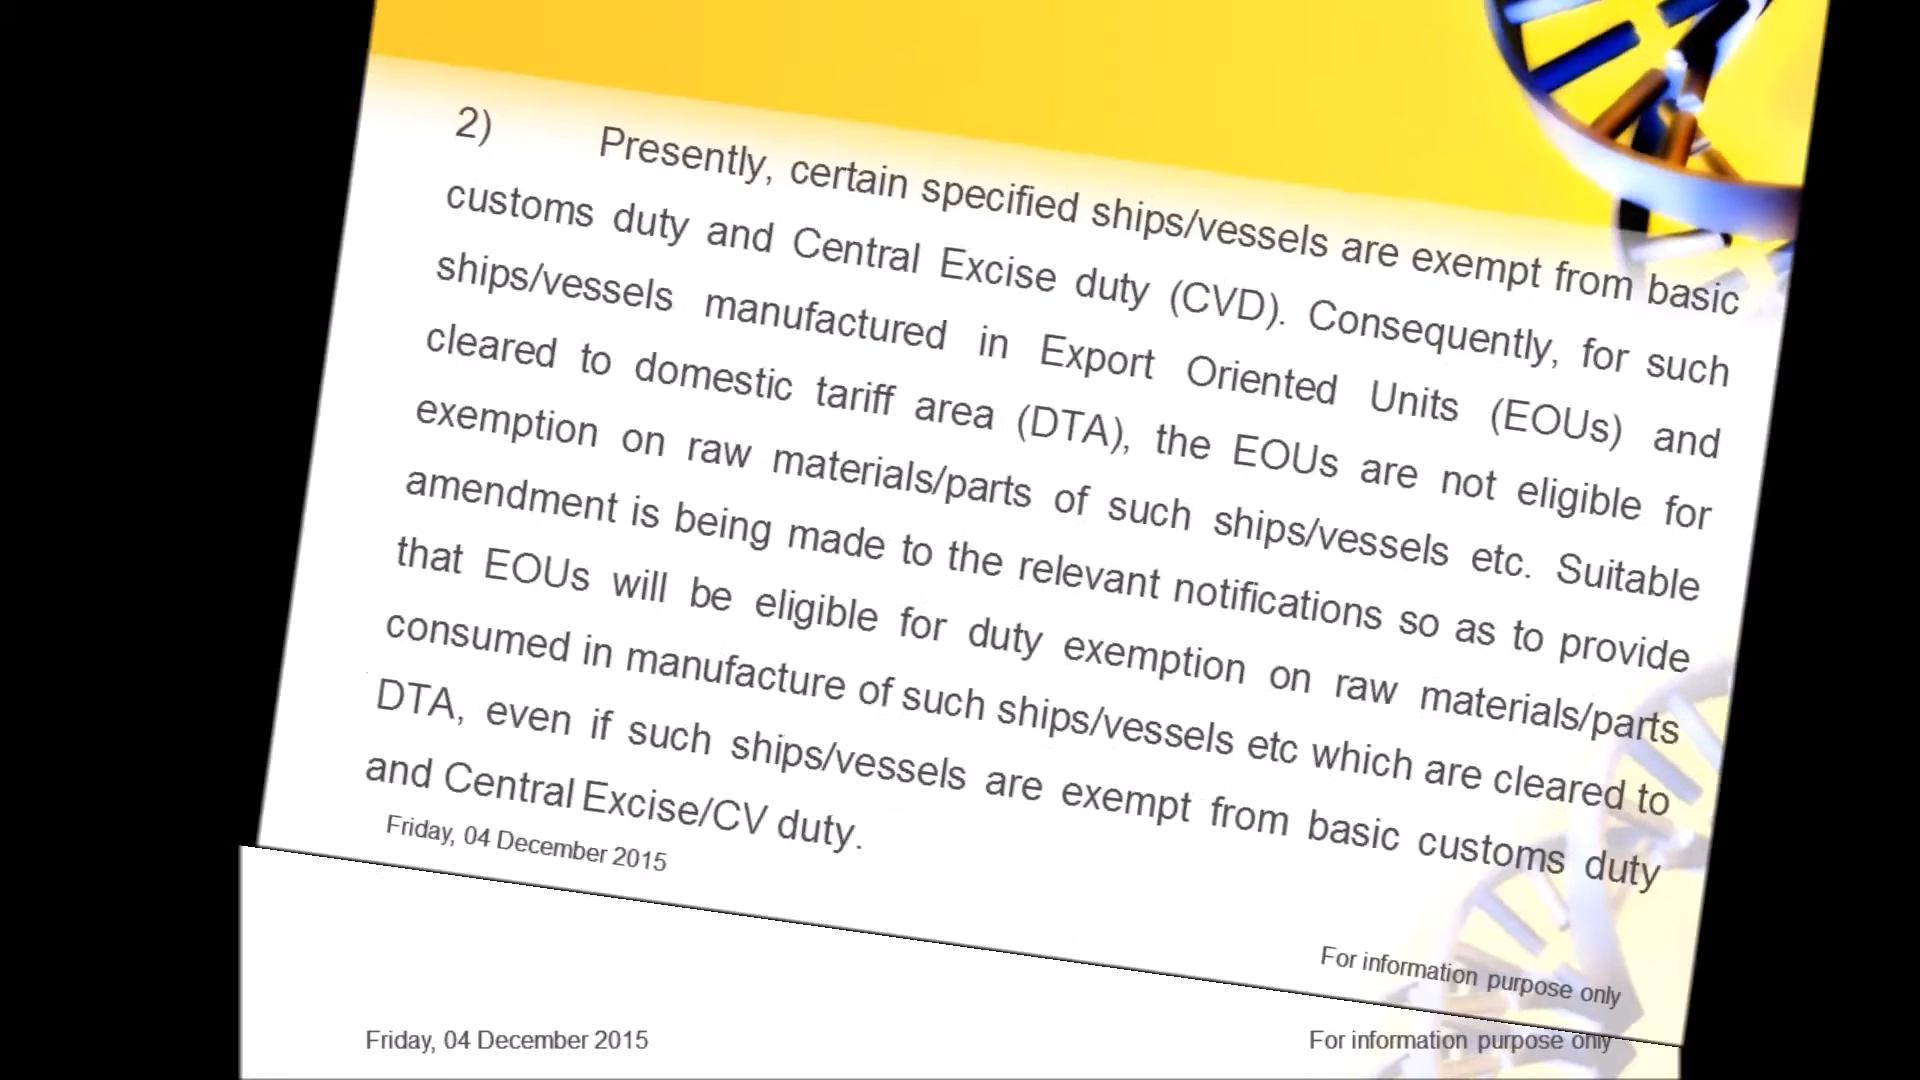 2) Presently, certain specified ships/vessels are exempt from basic
customs duty and Central Excise duty (CVD). Consequently, for such
ships/vessels manufactured in Export Oriented Units (EOUs) and
cleared to domestic tariff area (DTA), the EOUs are not eligible for
exemption on raw materials/parts of such ships/vessels etc. Suitable
amendment is being made to the relevant notifications so as to provide
that EOUs will be eligible for duty exemption on raw materials/parts
consumed in manufacture of such ships/vessels etc which are cleared to
DTA, even if such ships/vessels are exempt from basic customs duty
and Central Excise/CV duty.
Friday, 04 December 2015
For information purpose only
Friday, 04 December 2015
For information purpose only